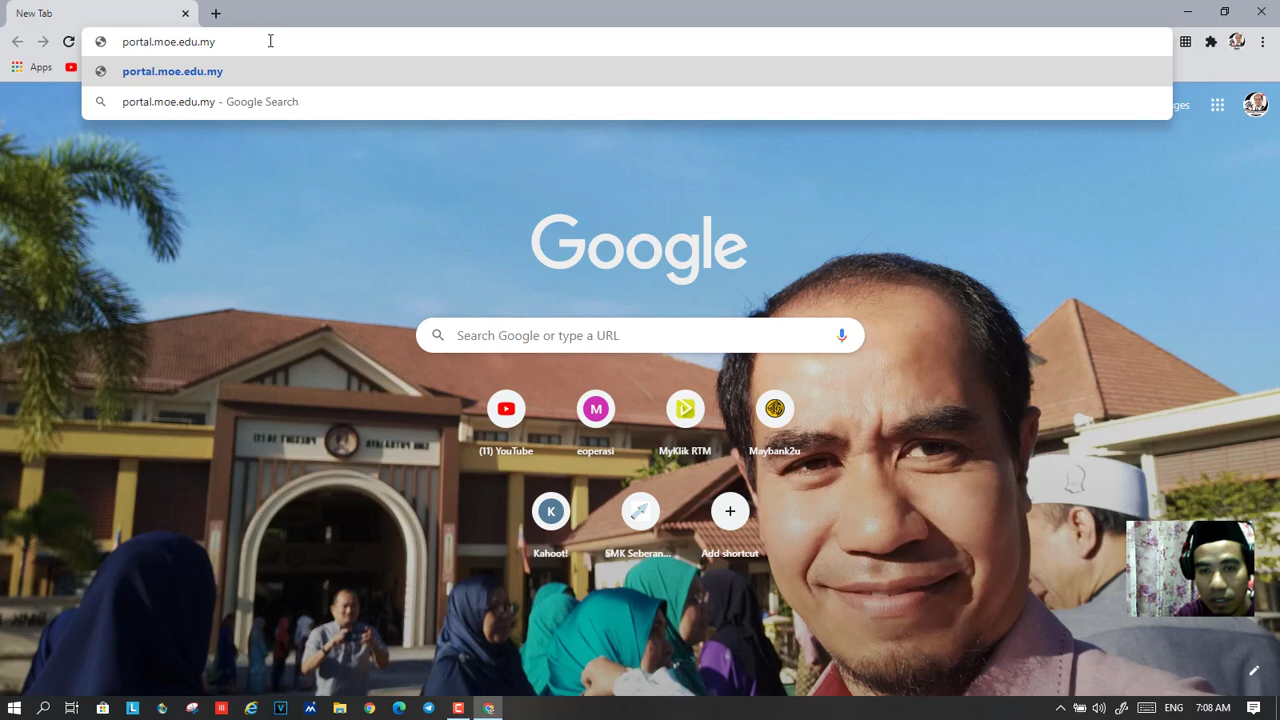 New Tab
portal.moe.edu.my
Apps
portal.moe.edu.my
portal.moe.edu.my - Google Search
ges
Google
Search Google or type a URL
(11) YouTube
M
eoperasi
MyKlik RTM
Maybank2u
K
Kahoot!
SMK Seberan...
Add shortcut
ENG
7:08 AM